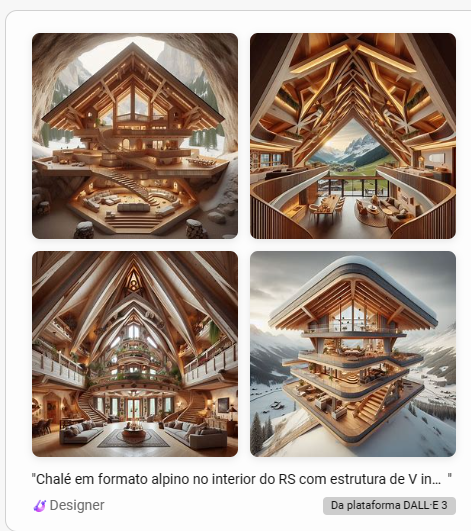 "Chalé em formato alpino no interior do RS com estrutura de V in... "
Designer
Da plataforma DALL·E 3